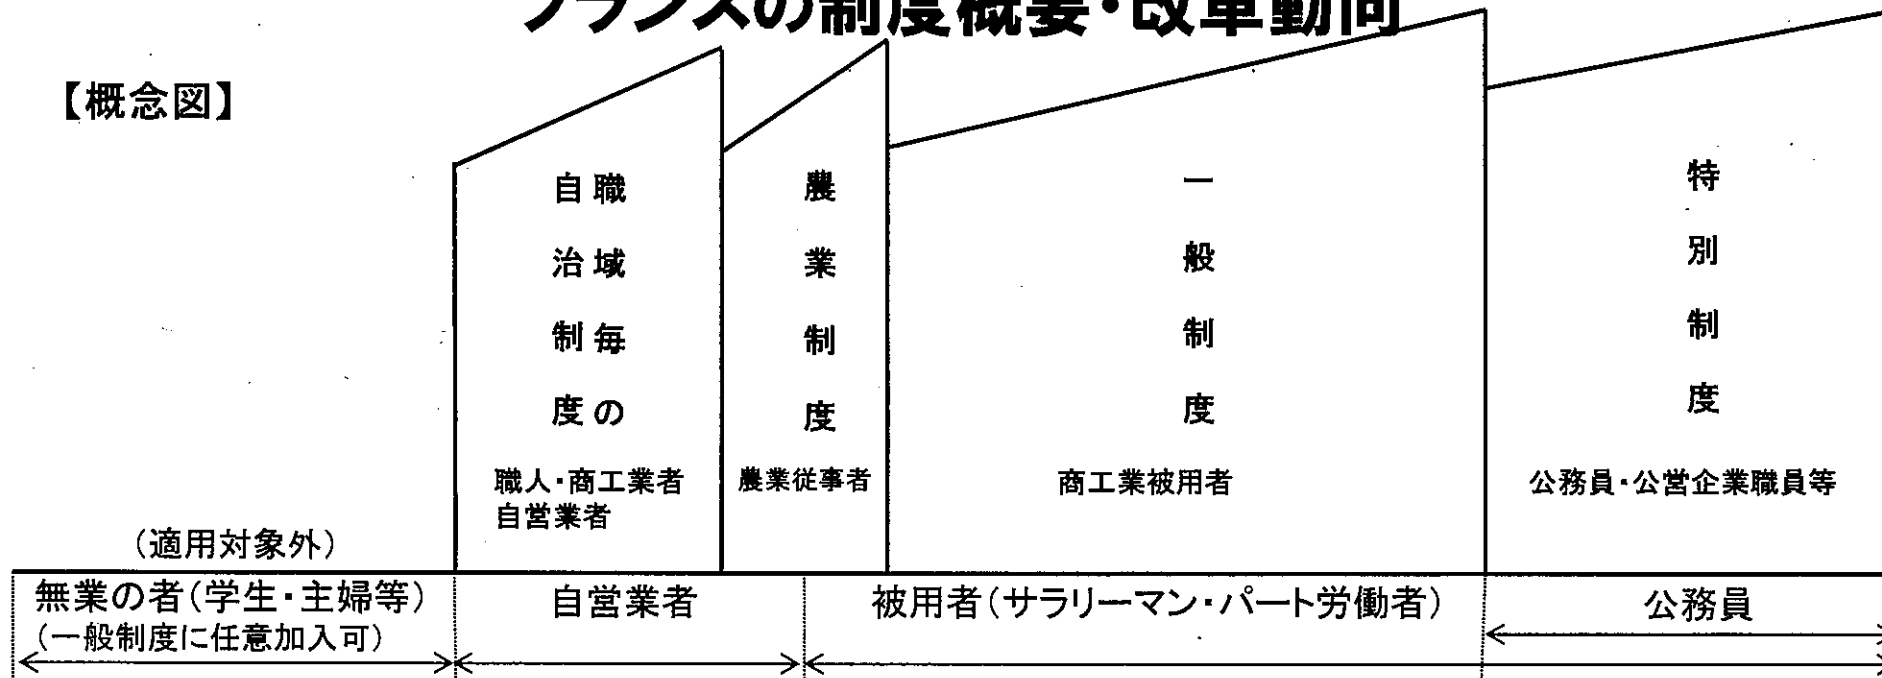 フランスの制度概要・改革動向
【概念図】
職域毎の
自治制度
農業制度
一般制度
特別制度
職人・商工業者
自営業者
農業従事者
商工業被用者
公務員・公営企業職員等
(適用対象外)
無業の者(学生・主婦等)
(一般制度に任意加入可)
自営業者
被用者(サラリーマン・パート労働者)
公務員